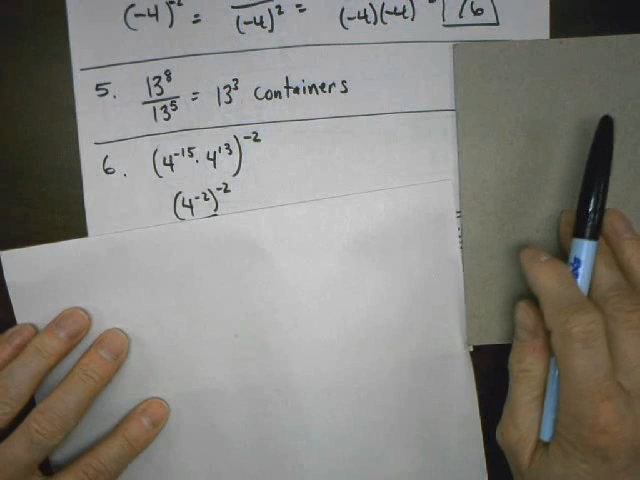 (-4)⁻² = / (-4)² = (-4)(-4) 16
5. 13⁸/13⁵ = 13³ containers
6. (4⁻¹⁵ · 4¹³)⁻²
(4⁻²)⁻²